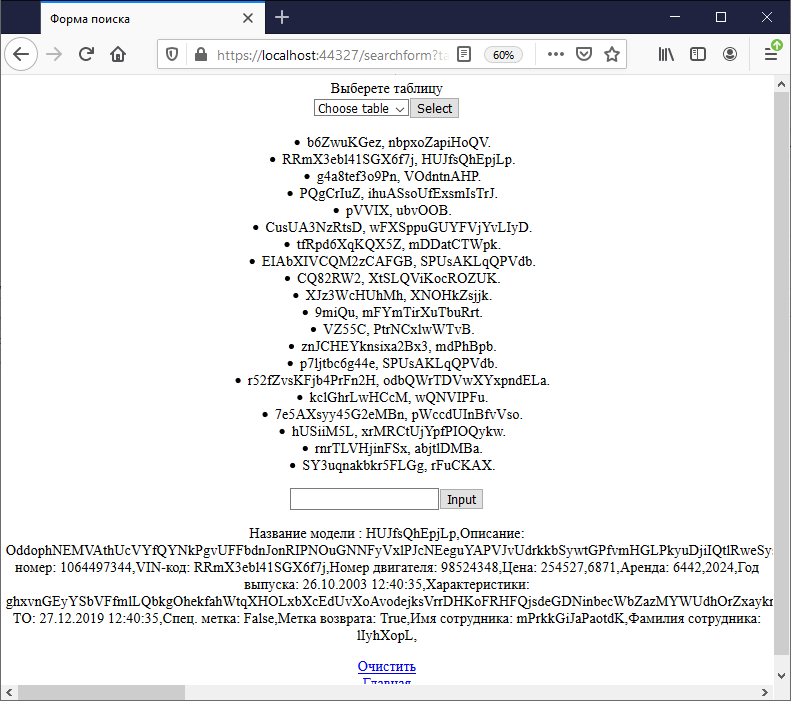 Форма поиска
https://localhost:44327/searchform?ta
60%
Выберете таблицу
Choose table Select
b6ZwuKGez, nbpxoZapiHoQV.
RRmX3ebl41SGX6f7j, HUJfsQhEpjLp.
g4a8tef3o9Pn, VOdntnAHP.
PQgCrIuZ, ihuASsoUfExsmIsTrJ.
pVVIX, ubvOOB.
CusUA3NzRtsD, wFXSppuGUYFVjYvLIyD.
tfRpd6XqKQX5Z, mDDatCTWpk.
EIAbXIVCQM2zCAFGB, SPUsAKLqQPVdb.
CQ82RW2, XtSLQViKocROZUK.
XJz3WcHUhMh, XNOHkZsjjk.
9miQu, mFYmTirXuTbuRrt.
VZ55C, PtrNCxlwWTvB.
znJCHEYknsixa2Bx3, mdPhBpb.
p7ljtbc6g44e, SPUsAKLqQPVdb.
r52fZvsKFjb4PrFn2H, odbQWrTDVwXYxpndELa.
kclGhrLwHCcM, wQNVIPFu.
7e5AXsyy45G2eMBn, pWccdUInBfvVso.
hUSiiM5L, xrMRCtUjYpfPIOQykw.
rnrTLVHjinFSx, abjtlDMBa.
SY3uqnakbkr5FLGg, rFuCKAX.
Input
Название модели : HUJfsQhEpjLp,Описание:
OddophNEMVAthUcVYfQYNkPgvUFFbdnJonRIPNOuGNNFyVxlPJcNEeguYAPVJvUdrkkbSywtGPfvmHGLPkyuDjiIQtlRweSy
номер: 1064497344,VIN-код: RRmX3ebl41SGX6f7j,Номер двигателя: 98524348,Цена: 254527,6871,Аренда: 6442,2024,Год
выпуска: 26.10.2003 12:40:35,Характеристики:
ghxvnGEyYSbVFfmlLQbkgOhekfahWtqXHOLxbXcEdUvXoAvodejksVrrDHKoFRHFQjsdeGDNinbecWbZazMYWUdhOrZxaykr
ТО: 27.12.2019 12:40:35,Спец. метка: False,Метка возврата: True,Имя сотрудника: mPrkkGiJaPaotdK,Фамилия сотрудника:
lIyhXopL,
Очистить
Главная